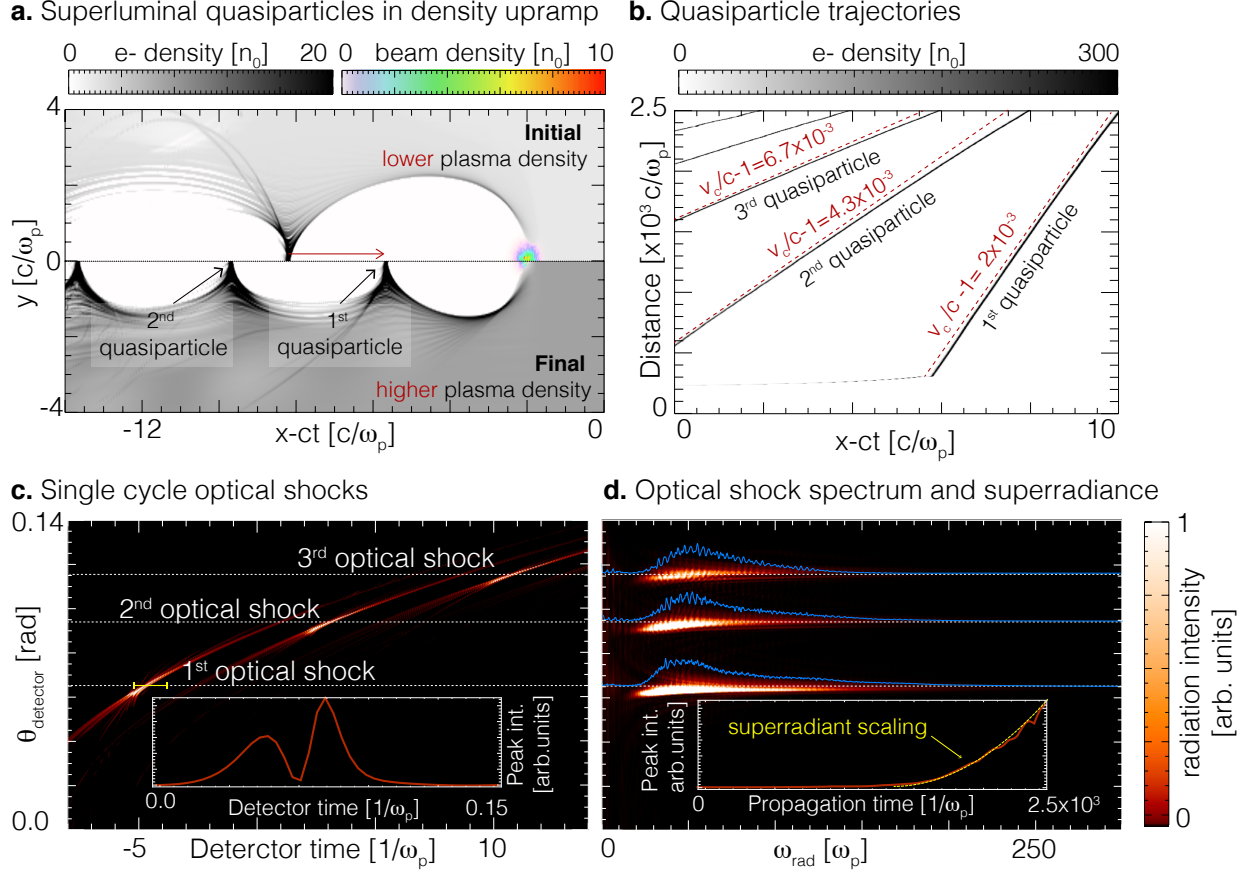 a. Superluminal quasiparticles in density upramp
0 e- density [n0] 20
0 beam density [n0] 10
4
Initial
lower plasma density
y [c/ωp]
0
2nd
quasiparticle
1st
quasiparticle
Final
higher plasma density
-4
-12 x-ct [c/ωp] 0
b. Quasiparticle trajectories
0 e- density [n0] 300
2.5
Distance [x10³ c/ωp]
vc/c-1=6.7x10-3
3rd quasiparticle
vc/c-1=4.3x10-3
2nd quasiparticle
vc/c -1= 2x10-3
1st quasiparticle
0
0 x-ct [c/ωp] 10
c. Single cycle optical shocks
0.14
θdetector [rad]
3rd optical shock
2nd optical shock
1st optical shock
Peak int.
[arb.units]
0.0 Detector time [1/ωp] 0.15
0.0
-5 Deterctor time [1/ωp] 10
d. Optical shock spectrum and superradiance
Peak int.
arb.units]
superradiant scaling
0 Propagation time [1/ωp] 2.5x10³
0 ωrad [ωp] 250
1
radiation intensity
[arb. units]
0